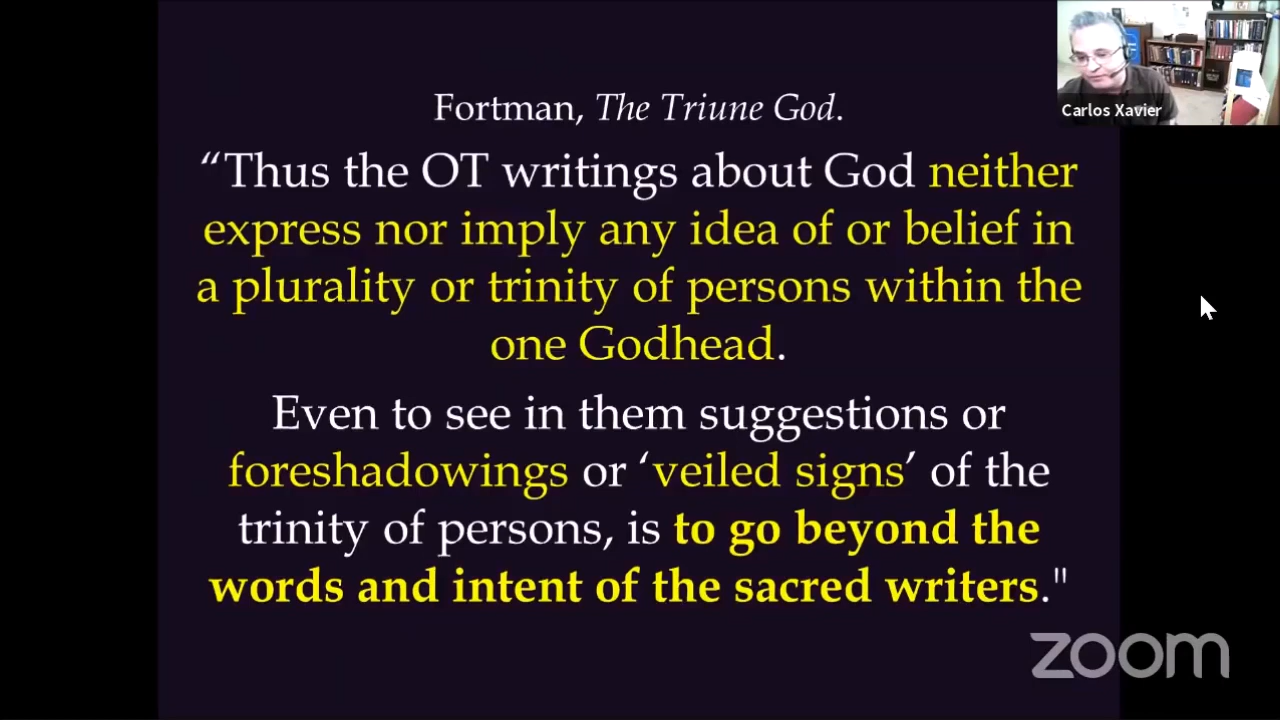 Carlos Xavier
Fortman, The Triune God.
“Thus the OT writings about God neither
express nor imply any idea of or belief in
a plurality or trinity of persons within the
one Godhead.
Even to see in them suggestions or
foreshadowings or ‘veiled signs’ of the
trinity of persons, is to go beyond the
words and intent of the sacred writers."
zoom